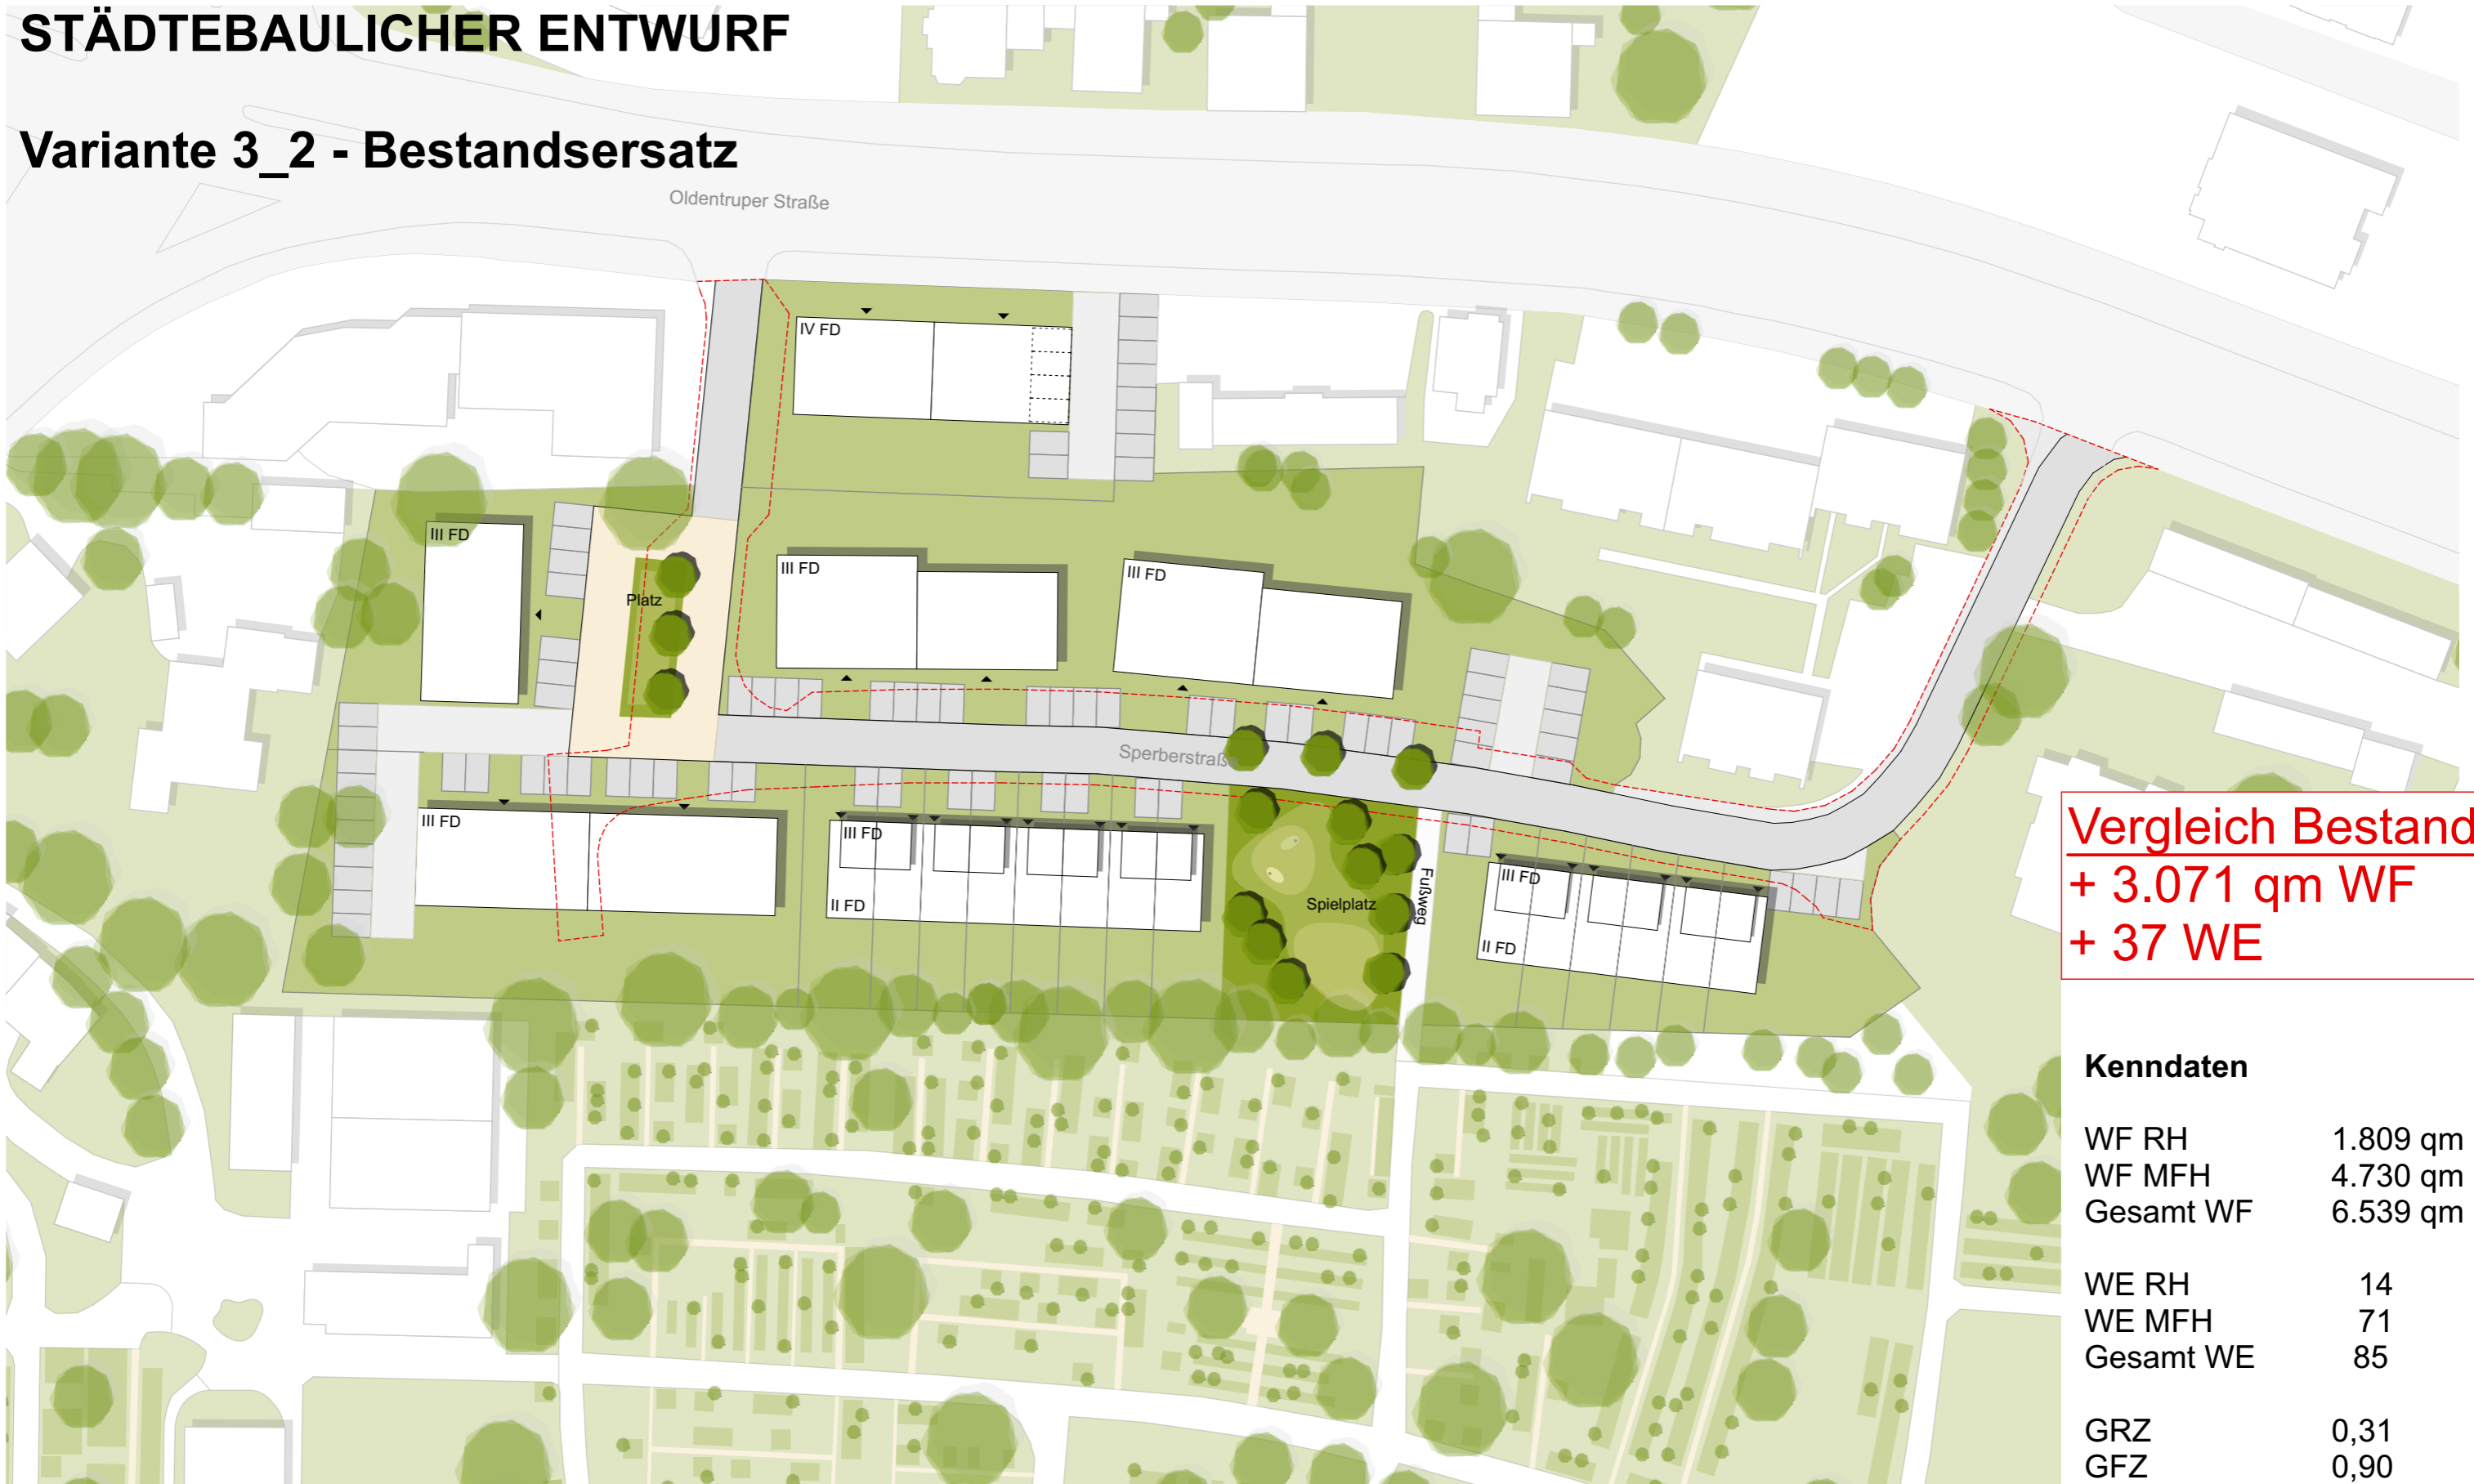 STÄDTEBAULICHER ENTWURF
Variante 3_2 - Bestandsersatz
Oldentruper Straße
IV FD
III FD
III FD
III FD
Platz
Sperberstraße
III FD
III FD
II FD
Spielplatz
Fußweg
III FD
II FD
Vergleich Bestand
+ 3.071 qm WF
+ 37 WE
Kenndaten
WF RH 1.809 qm
WF MFH 4.730 qm
Gesamt WF 6.539 qm
WE RH 14
WE MFH 71
Gesamt WE 85
GRZ 0,31
GFZ 0,90